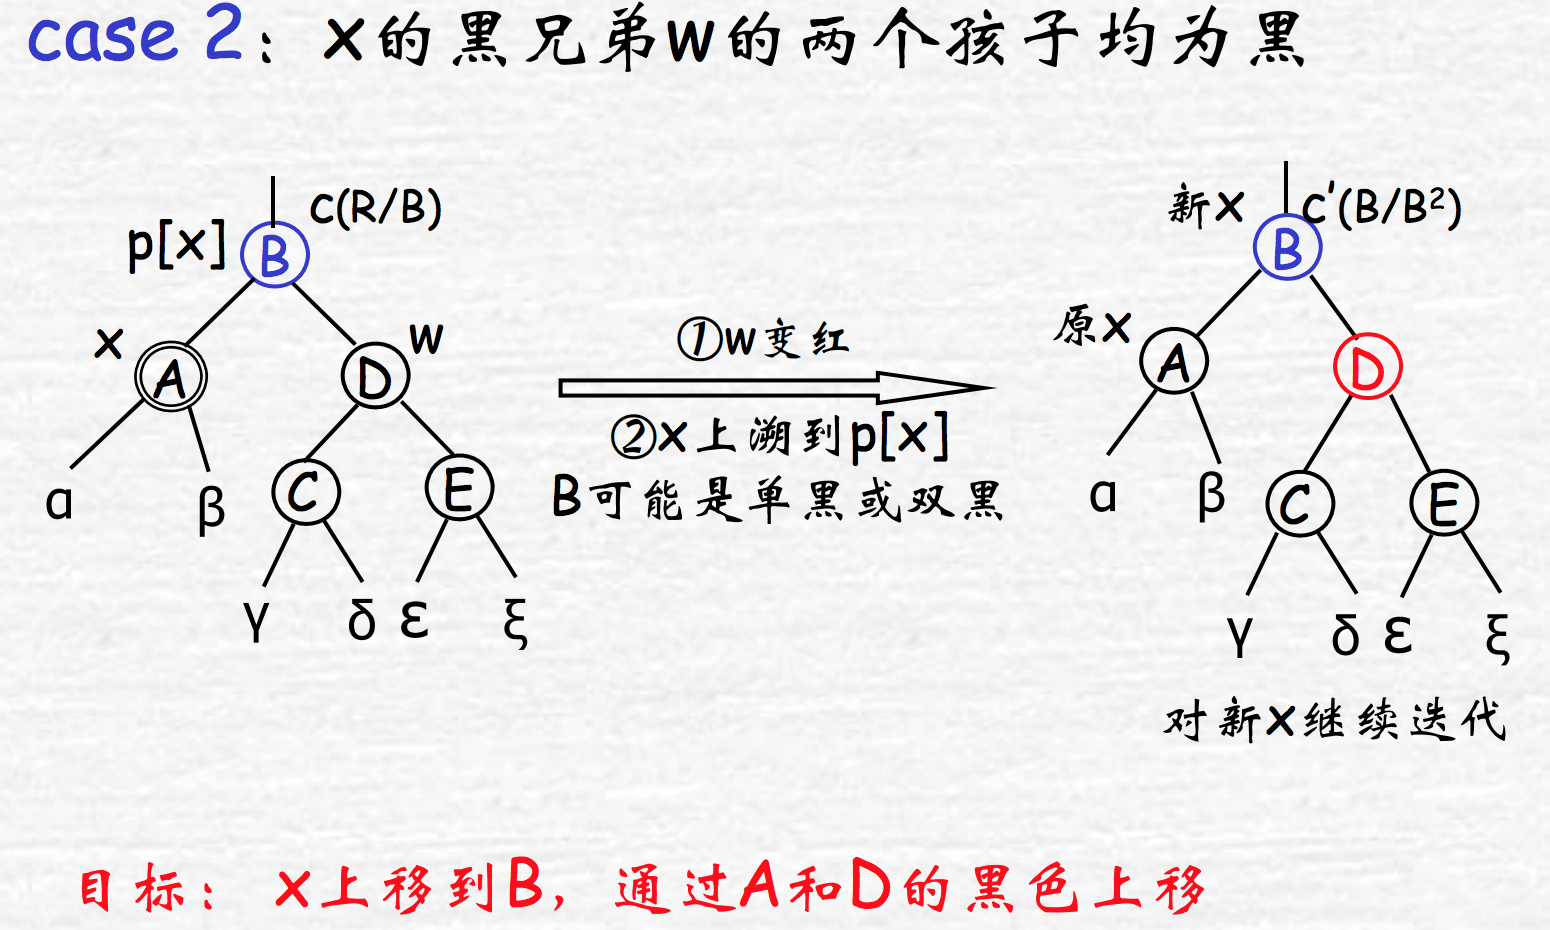 case 2: x的黑兄弟w的两个孩子均为黑
p[x] c(R/B)
B
x w
A D
C E
α β
γ δ ε ξ
①w变红
②x上溯到p[x]
B可能是单黑或双黑
新x c'(B/B²)
B
原x
A D
C E
α β
γ δ ε ξ
对新x继续迭代
目标: x上移到B, 通过A和D的黑色上移